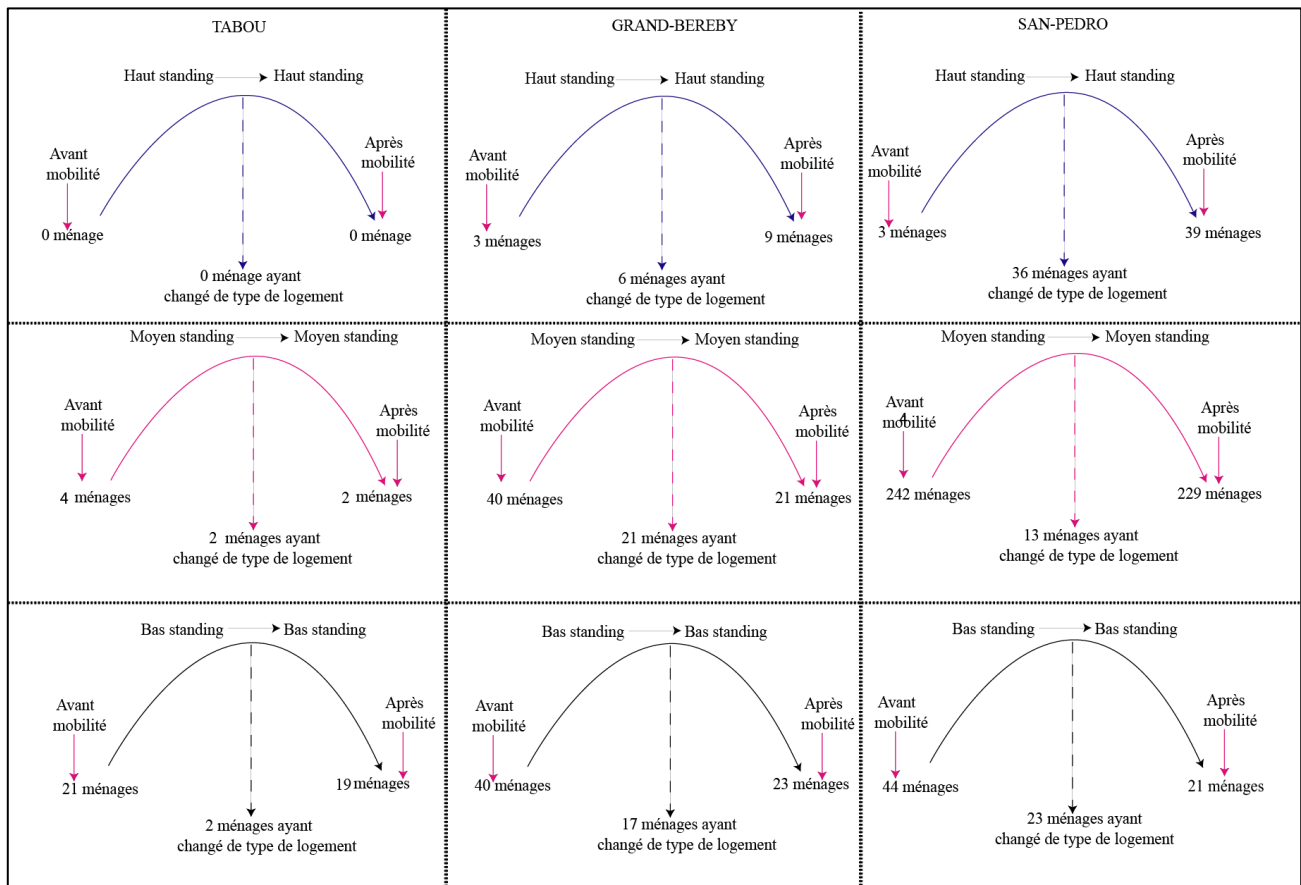 TABOU
Haut standing Haut standing
Avant
mobilité
Après
mobilité
0 ménage
0 ménage
0 ménage ayant
changé de type de logement
GRAND-BEREBY
Haut standing Haut standing
Avant
mobilité
Après
mobilité
3 ménages
9 ménages
6 ménages ayant
changé de type de logement
SAN-PEDRO
Haut standing Haut standing
Avant
mobilité
Après
mobilité
3 ménages
39 ménages
36 ménages ayant
changé de type de logement
Moyen standing Moyen standing
Avant
mobilité
Après
mobilité
4 ménages
2 ménages
2 ménages ayant
changé de type de logement
Moyen standing Moyen standing
Avant
mobilité
Après
mobilité
40 ménages
21 ménages
21 ménages ayant
changé de type de logement
Moyen standing Moyen standing
Avant
4
mobilité
Après
mobilité
242 ménages
229 ménages
13 ménages ayant
changé de type de logement
Bas standing Bas standing
Avant
mobilité
Après
mobilité
21 ménages
19 ménages
2 ménages ayant
changé de type de logement
Bas standing Bas standing
Avant
mobilité
Après
mobilité
40 ménages
23 ménages
17 ménages ayant
changé de type de logement
Bas standing Bas standing
Avant
mobilité
Après
mobilité
44 ménages
21 ménages
23 ménages ayant
changé de type de logement